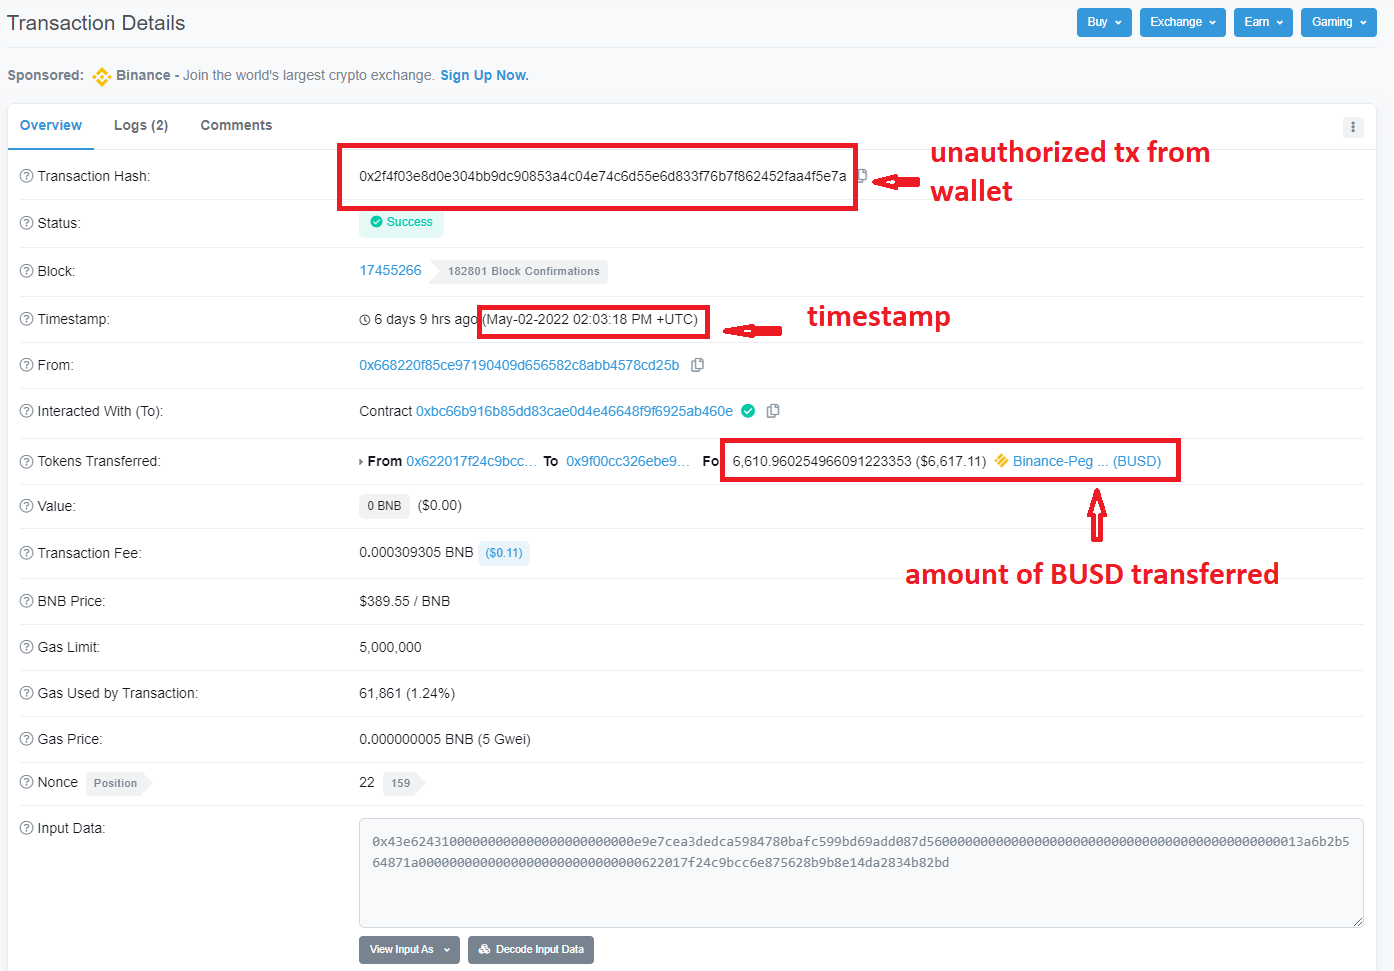 Transaction Details
Buy
Exchange
Earn
Gaming
Sponsored: Binance - Join the world's largest crypto exchange. Sign Up Now.
Overview
Logs (2)
Comments
unauthorized tx from
wallet
Transaction Hash:
0x2f4f03e8d0e304bb9dc90853a4c04e74c6d55e6d833f76b7f862452faa4f5e7a
Status:
Success
Block:
17455266
182801 Block Confirmations
Timestamp:
6 days 9 hrs ago (May-02-2022 02:03:18 PM +UTC)
timestamp
From:
0x668220f85ce97190409d656582c8abb4578cd25b
Interacted With (To):
Contract 0xbc66b916b85dd83cae0d4e46648f9f6925ab460e
Tokens Transferred:
From 0x622017f24c9bcc... To 0x9f00cc326ebe9... Fo 6,610.960254966091223353 ($6,617.11) Binance-Peg ... (BUSD)
Value:
0 BNB ($0.00)
Transaction Fee:
0.000309305 BNB ($0.11)
amount of BUSD transferred
BNB Price:
$389.55 / BNB
Gas Limit:
5,000,000
Gas Used by Transaction:
61,861 (1.24%)
Gas Price:
0.000000005 BNB (5 Gwei)
Nonce Position
22 159
Input Data:
View Input As
Decode Input Data